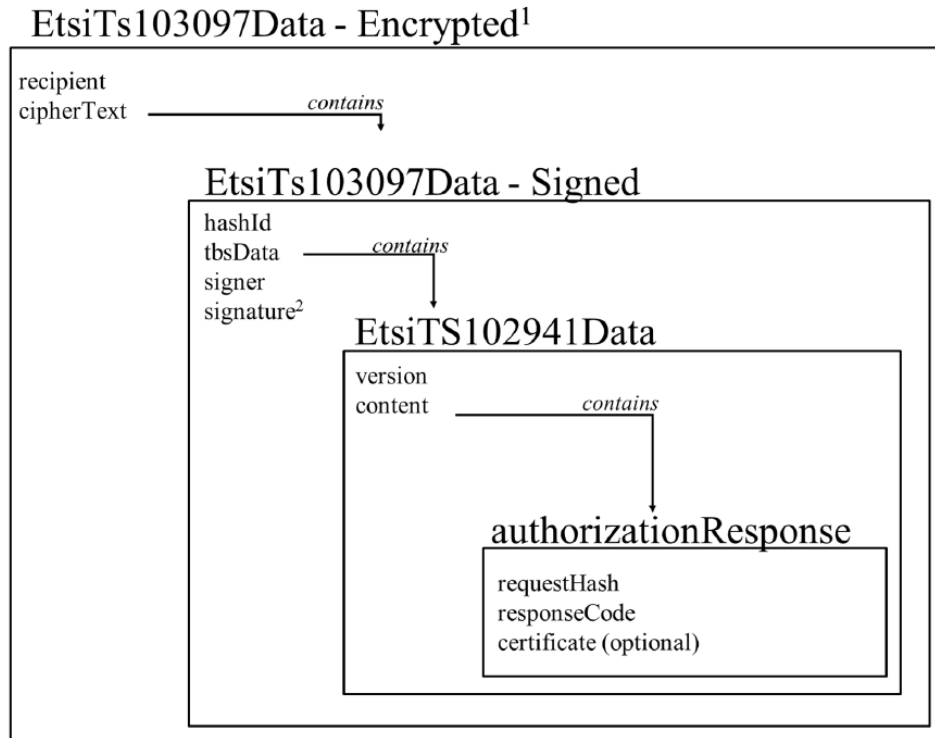 EtsiTs103097Data - Encrypted¹
recipient
cipherText
contains
EtsiTs103097Data - Signed
hashId
tbsData
contains
signer
signature²
EtsiTS102941Data
version
content
contains
authorizationResponse
requestHash
responseCode
certificate (optional)